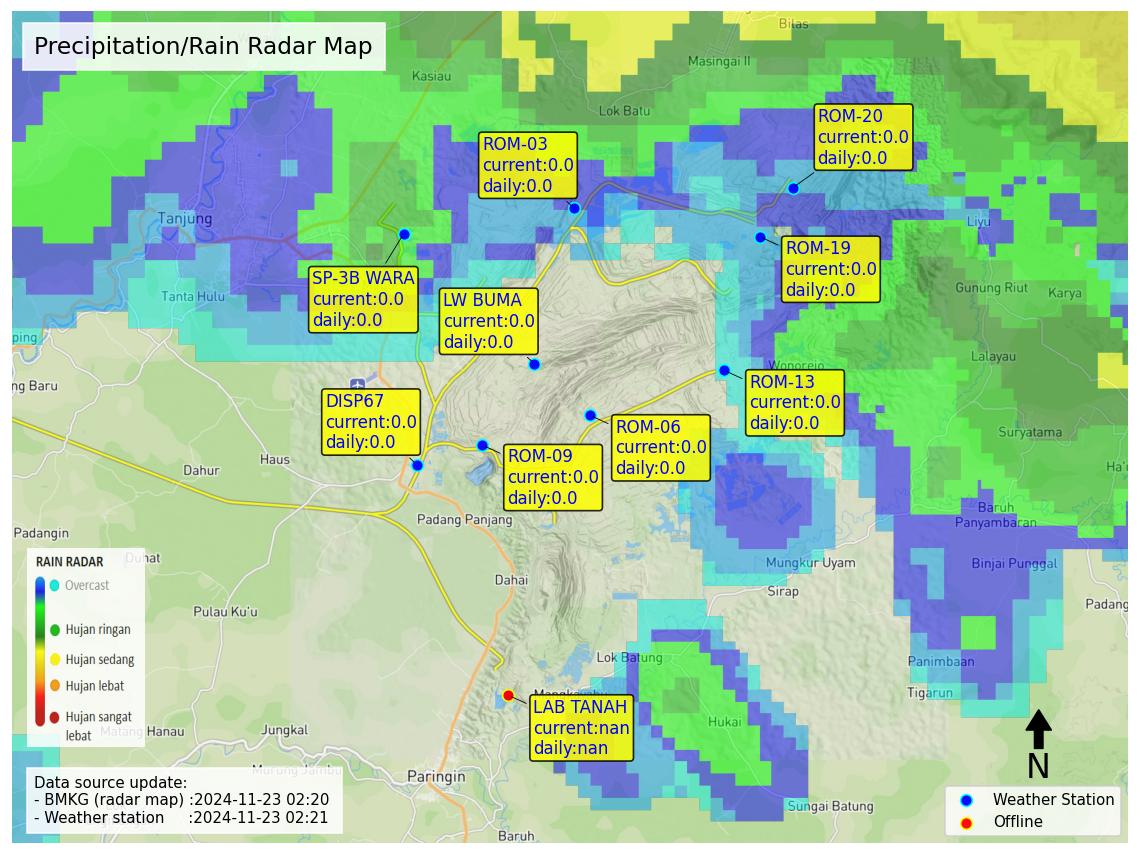 Precipitation/Rain Radar Map
Bilas
Masingai II
Kasiau
Lok Batu
ROM-20
current:0.0
daily:0.0
ROM-03
current:0.0
daily:0.0
Tanjung
Liyu
ROM-19
current:0.0
daily:0.0
SP-3B WARA
current:0.0
daily:0.0
Tanta Hulu
LW BUMA
current:0.0
daily:0.0
Gunung Riut
Karya
ping
Lalayau
Wonorejo
ng Baru
ROM-13
current:0.0
daily:0.0
DISP67
current:0.0
daily:0.0
ROM-06
current:0.0
daily:0.0
Suryatama
ROM-09
current:0.0
daily:0.0
Haus
Dahur
Ha'u
Padang Panjang
Baruh
Panyambaran
Padangin
Duhat
Mungkur Uyam
Binjai Punggal
Dahai
Sirap
Padang
Pulau Ku'u
RAIN RADAR
Overcast
Hujan ringan
Hujan sedang
Hujan lebat
Hujan sangat
lebat
Lok Batung
Panimbaan
Tigarun
LAB TANAH
current:nan
daily:nan
Hukai
Matang Hanau
Jungkal
Murung Jambu
Paringin
N
Sungai Batung
Baruh
Data source update:
- BMKG (radar map) :2024-11-23 02:20
- Weather station :2024-11-23 02:21
Weather Station
Offline